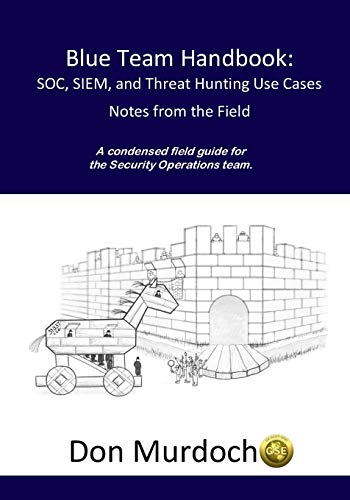 Blue Team Handbook:
SOC, SIEM, and Threat Hunting Use Cases
Notes from the Field
A condensed field guide for
the Security Operations team.
Don Murdoch
GSE